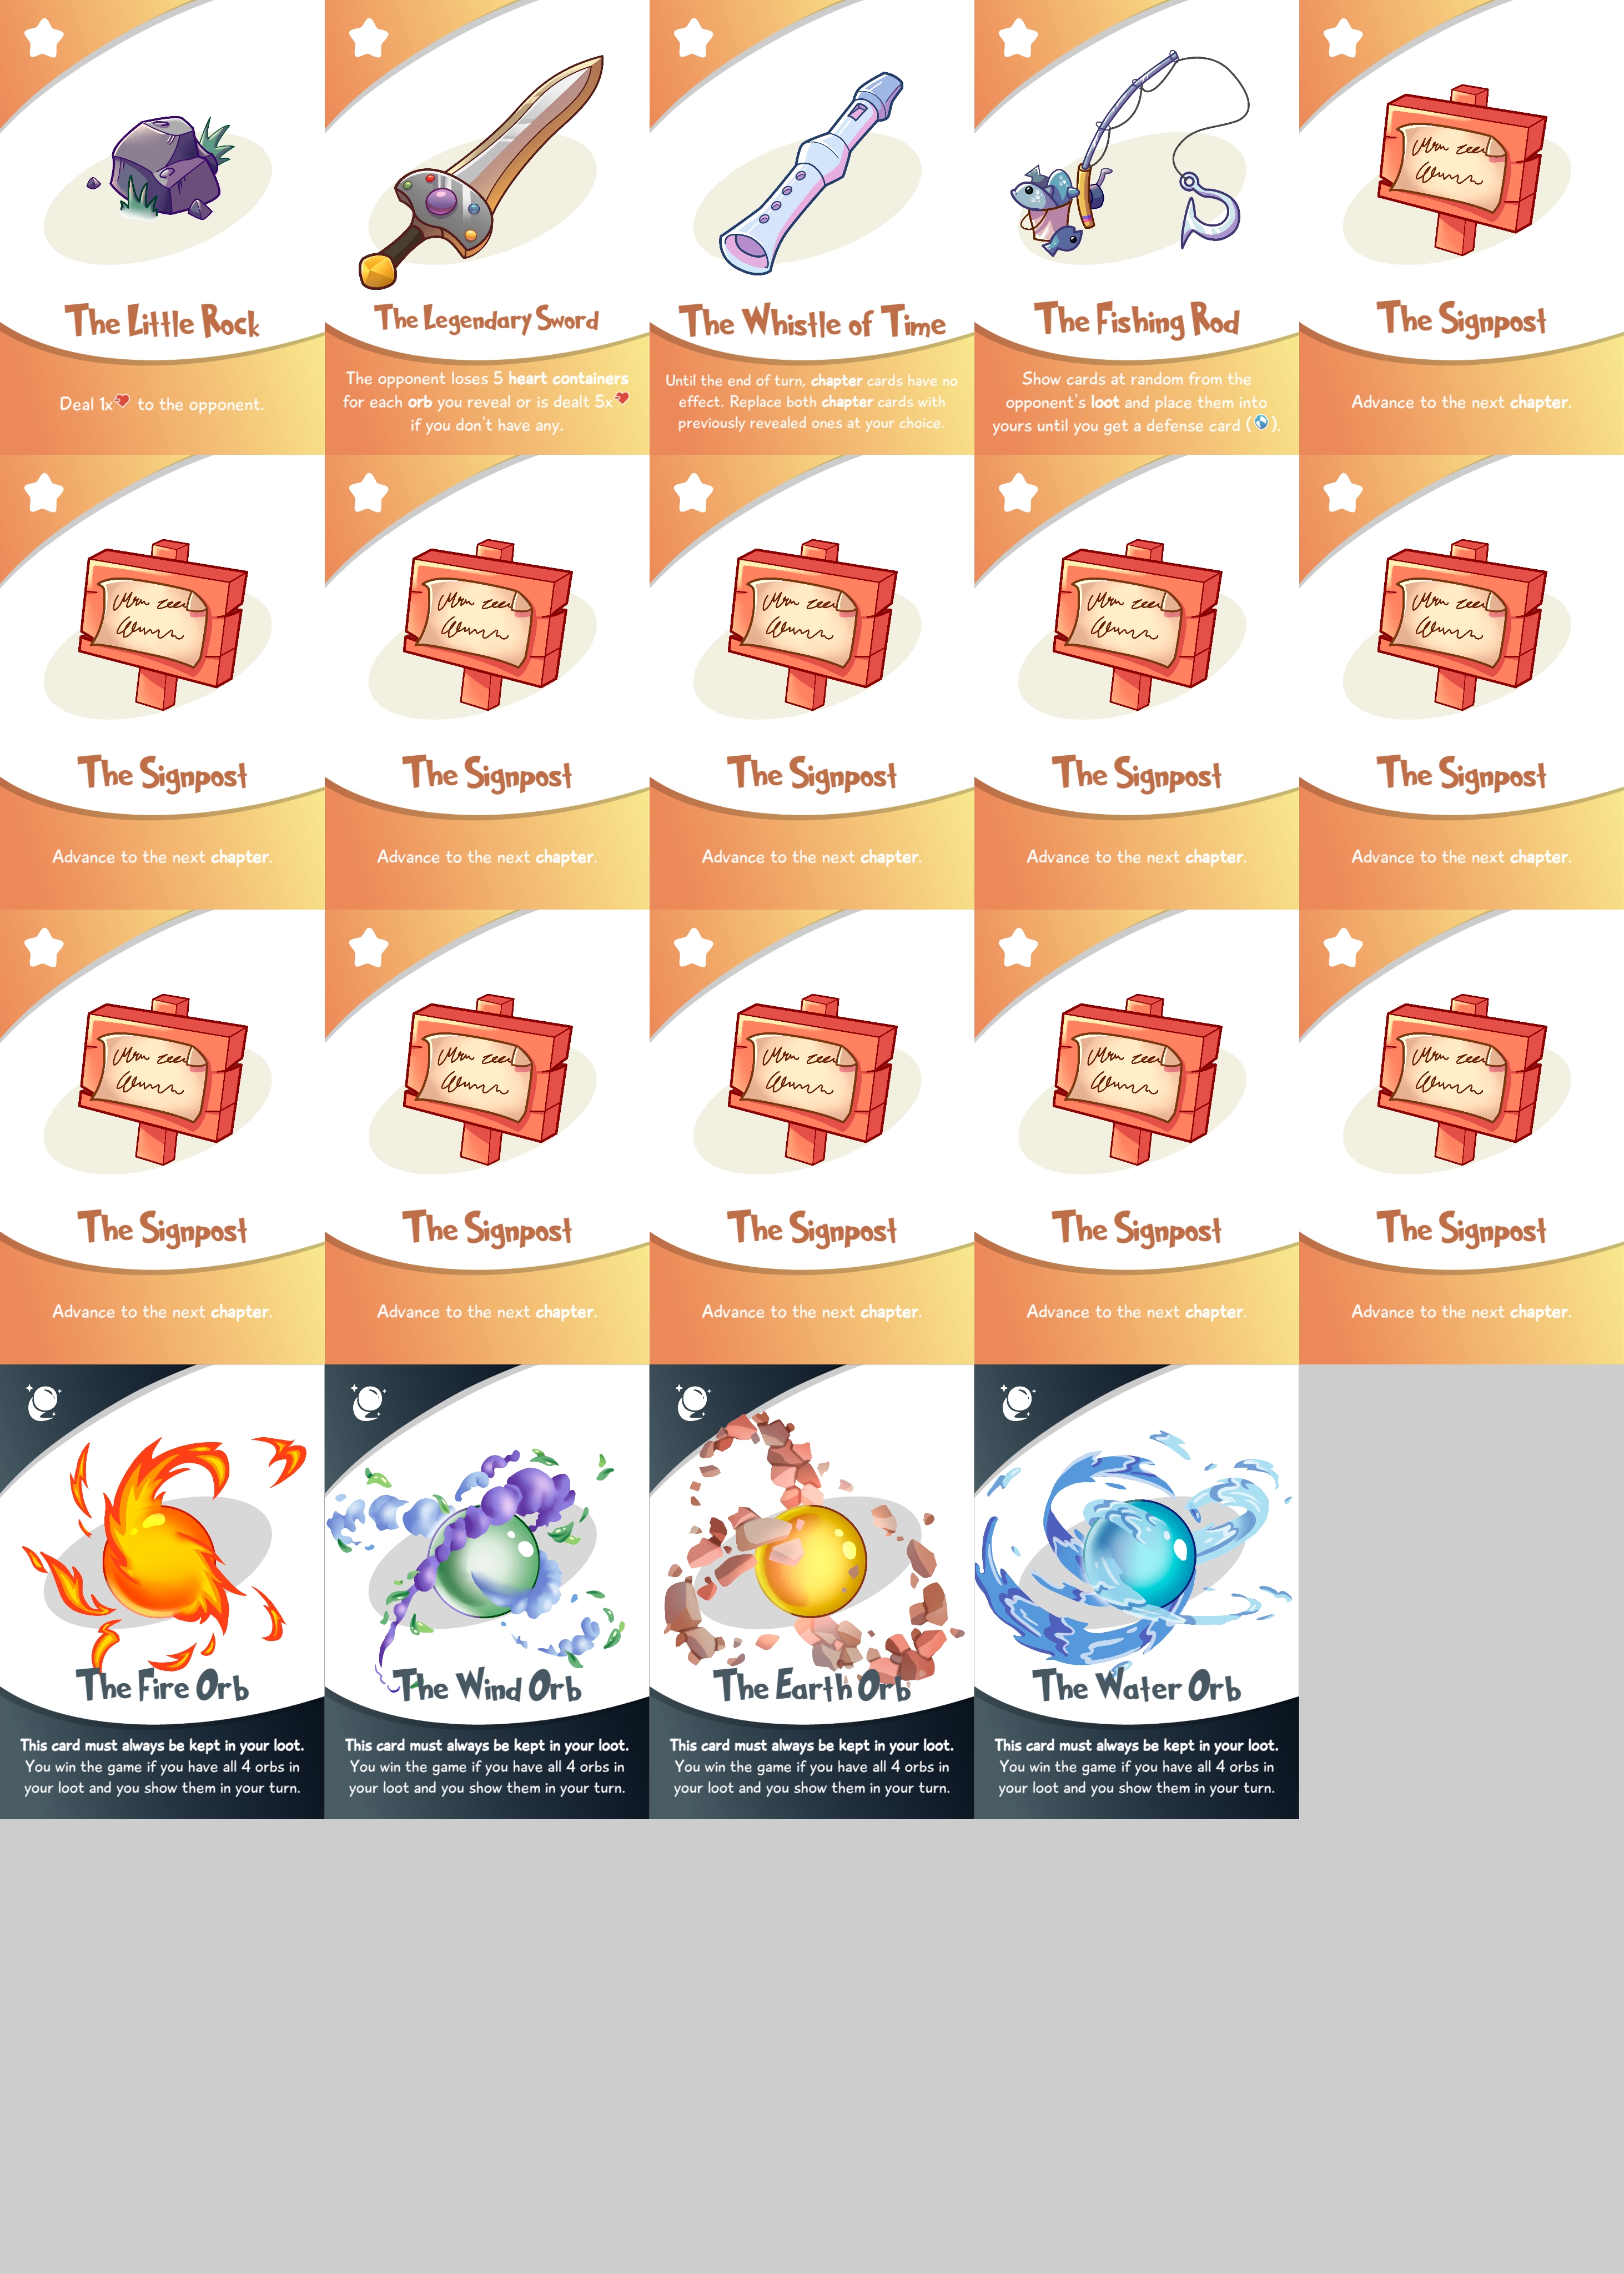 The Little Rock
Deal 1x to the opponent.
The Legendary Sword
The opponent loses 5 heart containers
for each orb you reveal or is dealt 5x
if you don't have any.
The Whistle of Time
Until the end of turn, chapter cards have no
effect. Replace both chapter cards with
previously revealed ones at your choice.
The Fishing Rod
Show cards at random from the
opponent's loot and place them into
yours until you get a defense card ( ).
The Signpost
Advance to the next chapter.
The Signpost
Advance to the next chapter.
The Signpost
Advance to the next chapter.
The Signpost
Advance to the next chapter.
The Signpost
Advance to the next chapter.
The Signpost
Advance to the next chapter.
The Signpost
Advance to the next chapter.
The Signpost
Advance to the next chapter.
The Signpost
Advance to the next chapter.
The Signpost
Advance to the next chapter.
The Signpost
Advance to the next chapter.
The Fire Orb
This card must always be kept in your loot.
You win the game if you have all 4 orbs in
your loot and you show them in your turn.
The Wind Orb
This card must always be kept in your loot.
You win the game if you have all 4 orbs in
your loot and you show them in your turn.
The Earth Orb
This card must always be kept in your loot.
You win the game if you have all 4 orbs in
your loot and you show them in your turn.
The Water Orb
This card must always be kept in your loot.
You win the game if you have all 4 orbs in
your loot and you show them in your turn.